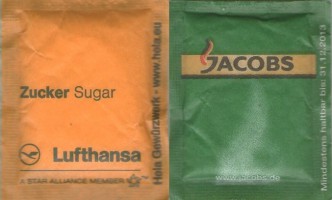 Zucker Sugar
Lufthansa
A STAR ALLIANCE MEMBER
Hela Gewürzwerk - www.hela.eu
JACOBS
www.jacobs.de
Mindestens haltbar bis: 31.12.2013